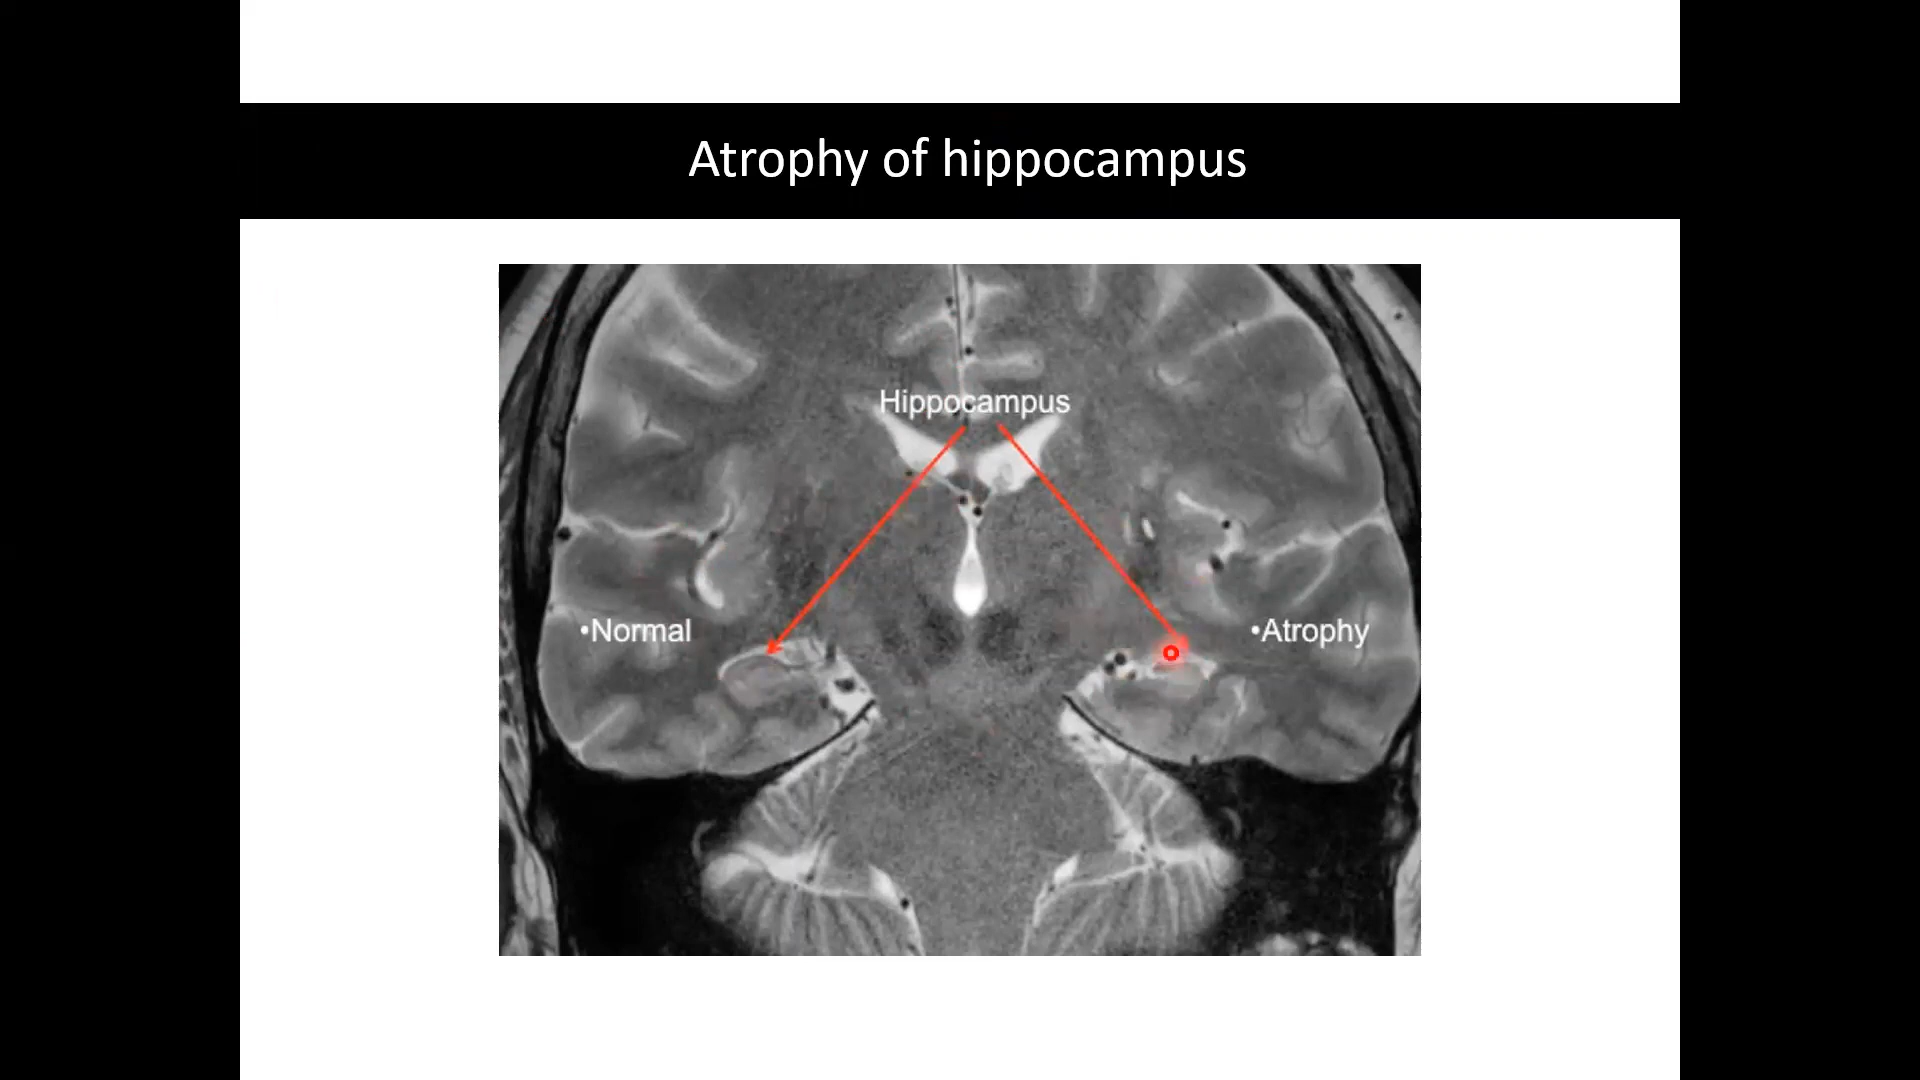 Atrophy of hippocampus
Hippocampus
•Normal
•Atrophy